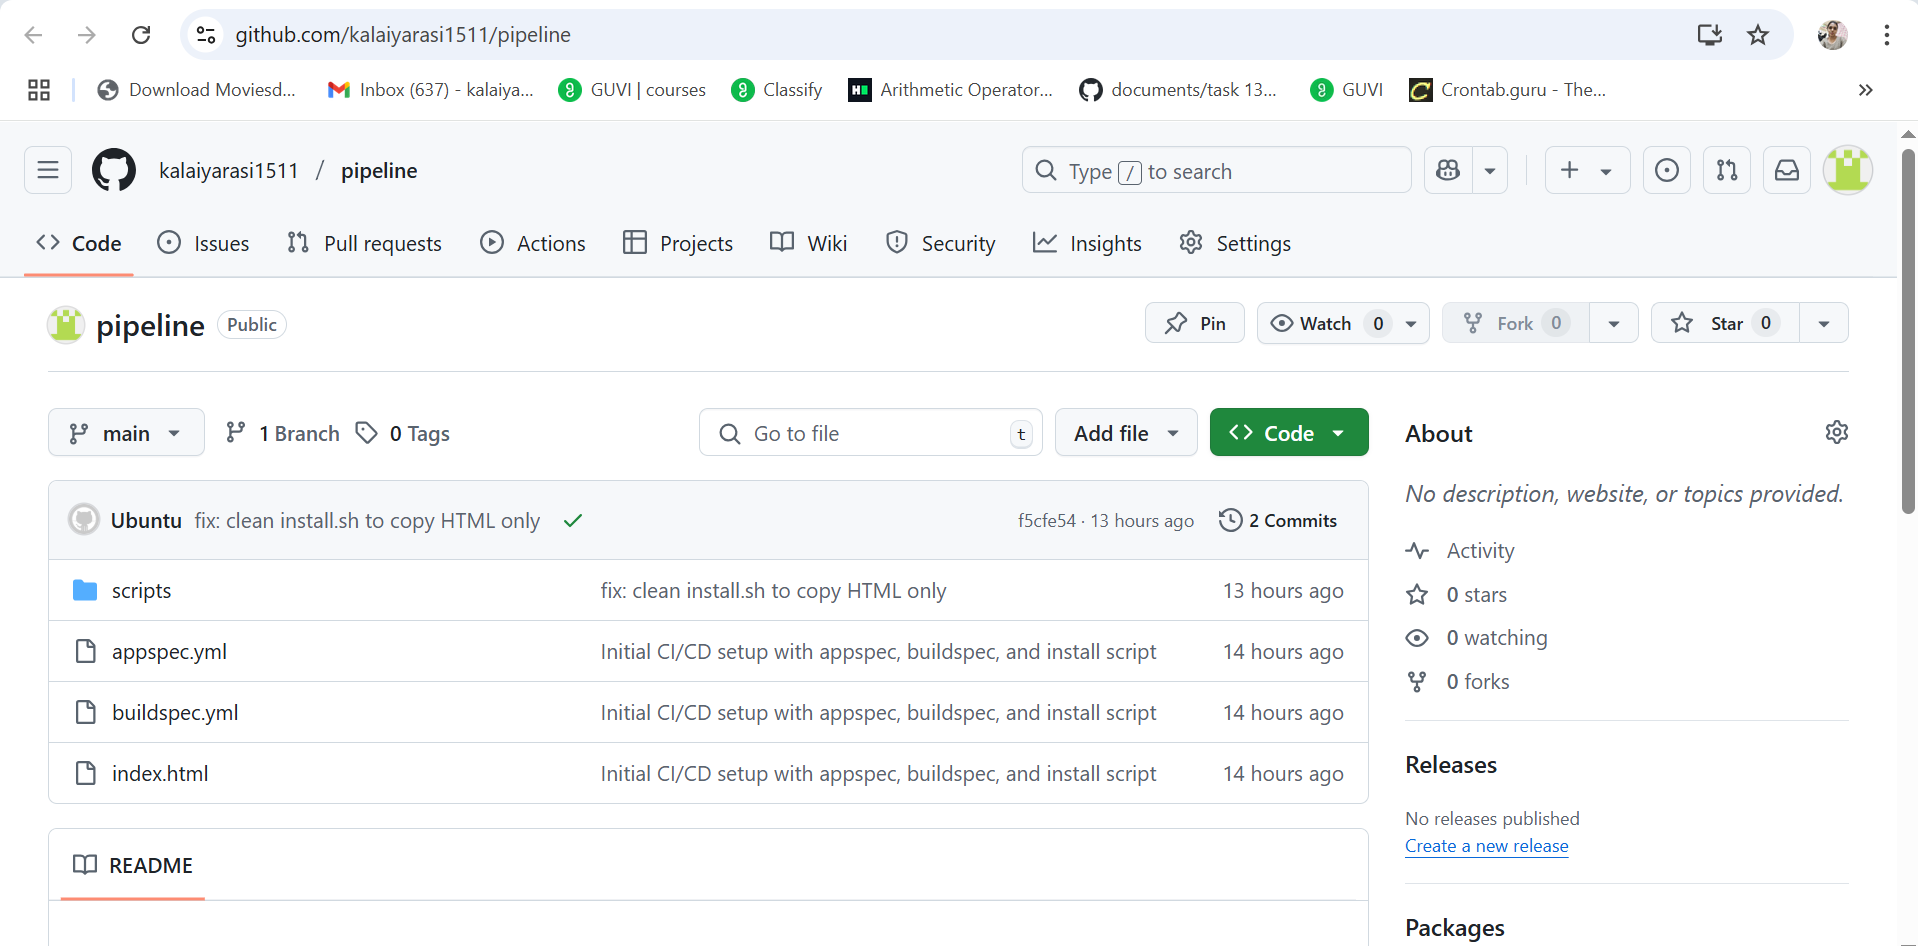 github.com/kalaiyarasi1511/pipeline
Download Moviesd... Inbox (637) - kalaiya... GUVI | courses Classify Arithmetic Operator... documents/task 13... GUVI Crontab.guru - The...
kalaiyarasi1511 / pipeline Type / to search
Code Issues Pull requests Actions Projects Wiki Security Insights Settings
pipeline Public Pin Watch 0 Fork 0 Star 0
main 1 Branch 0 Tags Go to file t Add file Code
Ubuntu fix: clean install.sh to copy HTML only f5cfe54 · 13 hours ago 2 Commits
scripts fix: clean install.sh to copy HTML only 13 hours ago
appspec.yml Initial CI/CD setup with appspec, buildspec, and install script 14 hours ago
buildspec.yml Initial CI/CD setup with appspec, buildspec, and install script 14 hours ago
index.html Initial CI/CD setup with appspec, buildspec, and install script 14 hours ago
README
About
No description, website, or topics provided.
Activity
0 stars
0 watching
0 forks
Releases
No releases published
Create a new release
Packages